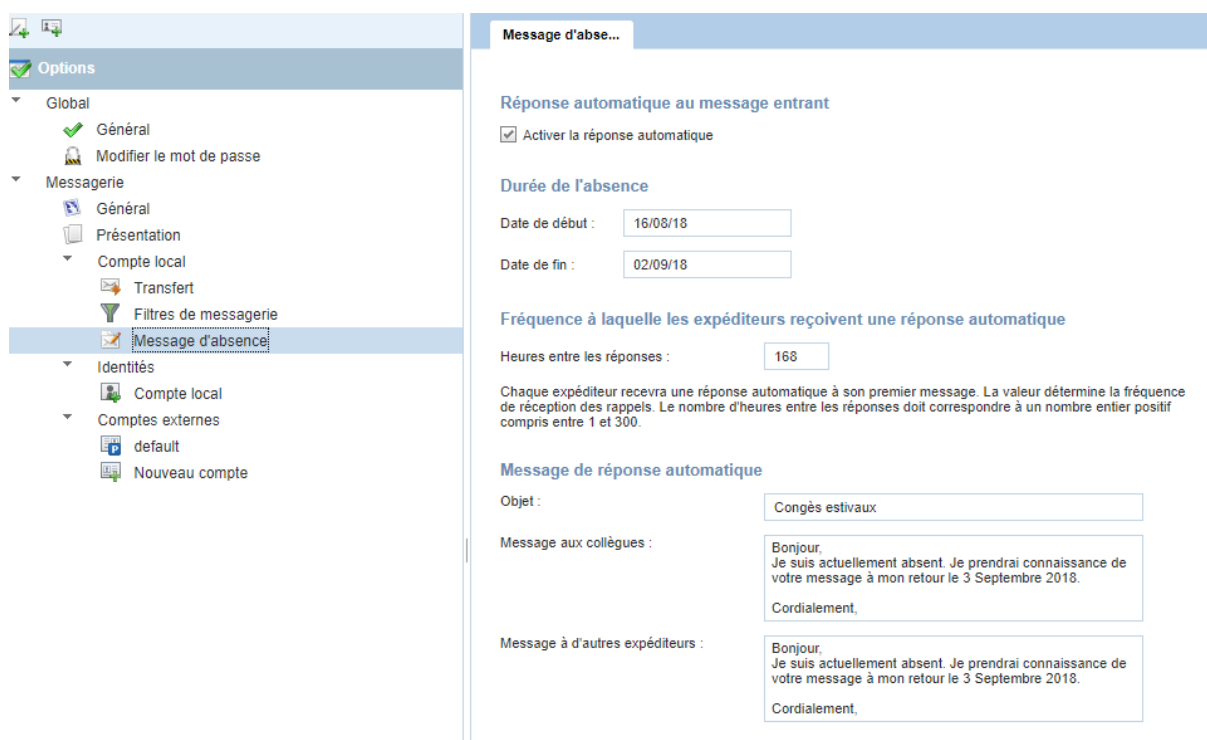 Options
Global
Général
Modifier le mot de passe
Messagerie
Général
Présentation
Compte local
Transfert
Filtres de messagerie
Message d'absence
Identités
Compte local
Comptes externes
default
Nouveau compte
Message d'abse...
Réponse automatique au message entrant
Activer la réponse automatique
Durée de l'absence
Date de début : 16/08/18
Date de fin : 02/09/18
Fréquence à laquelle les expéditeurs reçoivent une réponse automatique
Heures entre les réponses : 168
Chaque expéditeur recevra une réponse automatique à son premier message. La valeur détermine la fréquence
de réception des rappels. Le nombre d'heures entre les réponses doit correspondre à un nombre entier positif
compris entre 1 et 300.
Message de réponse automatique
Objet : Congès estivaux
Message aux collègues :
Bonjour,
Je suis actuellement absent. Je prendrai connaissance de
votre message à mon retour le 3 Septembre 2018.
Cordialement,
Message à d'autres expéditeurs :
Bonjour,
Je suis actuellement absent. Je prendrai connaissance de
votre message à mon retour le 3 Septembre 2018.
Cordialement,